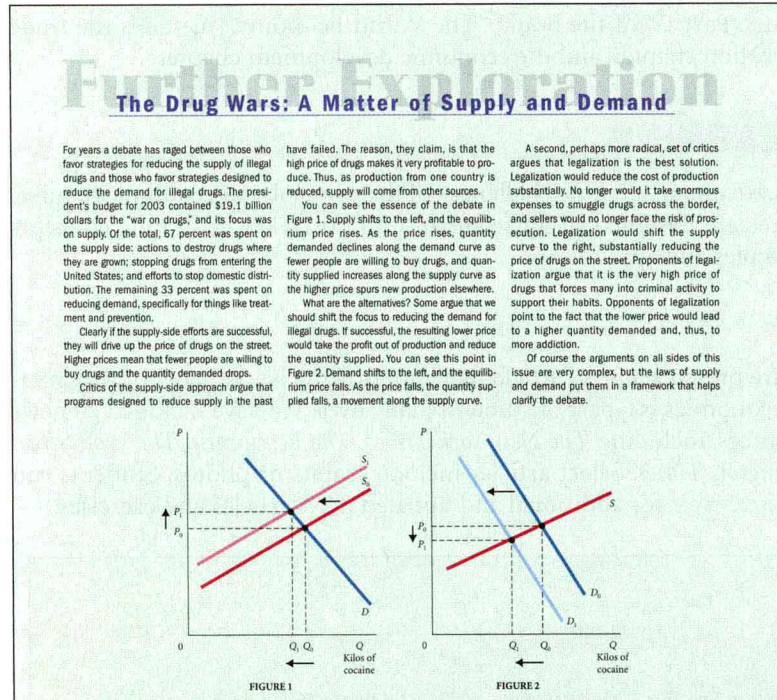 Further Exploration
The Drug Wars: A Matter of Supply and Demand
For years a debate has raged between those who
favor strategies for reducing the supply of illegal
drugs and those who favor strategies designed to
reduce the demand for illegal drugs. The presi-
dent's budget for 2003 contained $19.1 billion
dollars for the "war on drugs," and its focus was
on supply. Of the total, 67 percent was spent on
the supply side: actions to destroy drugs where
they are grown; stopping drugs from entering the
United States; and efforts to stop domestic distri-
bution. The remaining 33 percent was spent on
reducing demand, specifically for things like treat-
ment and prevention.
Clearly if the supply-side efforts are successful,
they will drive up the price of drugs on the street.
Higher prices mean that fewer people are willing to
buy drugs and the quantity demanded drops.
Critics of the supply-side approach argue that
programs designed to reduce supply in the past
have failed. The reason, they claim, is that the
high price of drugs makes it very profitable to pro-
duce. Thus, as production from one country is
reduced, supply will come from other sources.
You can see the essence of the debate in
Figure 1. Supply shifts to the left, and the equilib-
rium price rises. As the price rises, quantity
demanded declines along the demand curve as
fewer people are willing to buy drugs, and quan-
tity supplied increases along the supply curve as
the higher price spurs new production elsewhere.
What are the alternatives? Some argue that we
should shift the focus to reducing the demand for
illegal drugs. If successful, the resulting lower price
would take the profit out of production and reduce
the quantity supplied. You can see this point in
Figure 2. Demand shifts to the left, and the equilib-
rium price falls. As the price falls, the quantity sup-
plied falls, a movement along the supply curve.
A second, perhaps more radical, set of critics
argues that legalization is the best solution.
Legalization would reduce the cost of production
substantially. No longer would it take enormous
expenses to smuggle drugs across the border,
and sellers would no longer face the risk of pros-
ecution. Legalization would shift the supply
curve to the right, substantially reducing the
price of drugs on the street. Proponents of legal-
ization argue that it is the very high price of
drugs that forces many into criminal activity to
support their habits. Opponents of legalization
point to the fact that the lower price would lead
to a higher quantity demanded and, thus, to
more addiction.
Of course the arguments on all sides of this
issue are very complex, but the laws of supply
and demand put them in a framework that helps
clarify the debate.
P
S₁
S₀
P₁
P₀
D
0
Q₁ Q₀ Q
Kilos of
cocaine
FIGURE 1
P
S
P₀
P₁
D₀
D₁
0
Q₁ Q₀ Q
Kilos of
cocaine
FIGURE 2